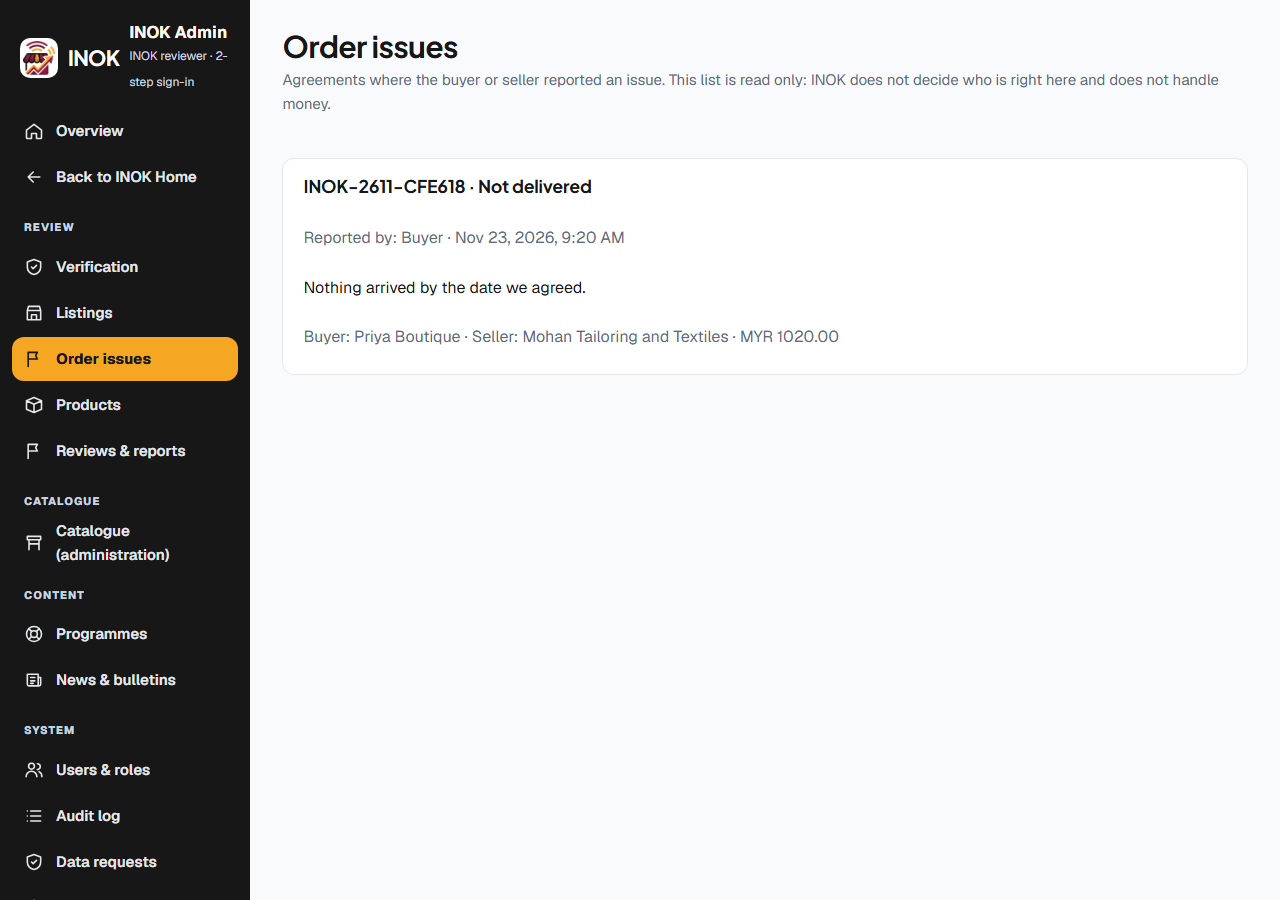 INOK
INOK Admin
INOK reviewer · 2-
step sign-in
Overview
Back to INOK Home
REVIEW
Verification
Listings
Order issues
Products
Reviews & reports
CATALOGUE
Catalogue
(administration)
CONTENT
Programmes
News & bulletins
SYSTEM
Users & roles
Audit log
Data requests
Order issues
Agreements where the buyer or seller reported an issue. This list is read only: INOK does not decide who is right here and does not handle
money.
INOK-2611-CFE618 · Not delivered
Reported by: Buyer · Nov 23, 2026, 9:20 AM
Nothing arrived by the date we agreed.
Buyer: Priya Boutique · Seller: Mohan Tailoring and Textiles · MYR 1020.00